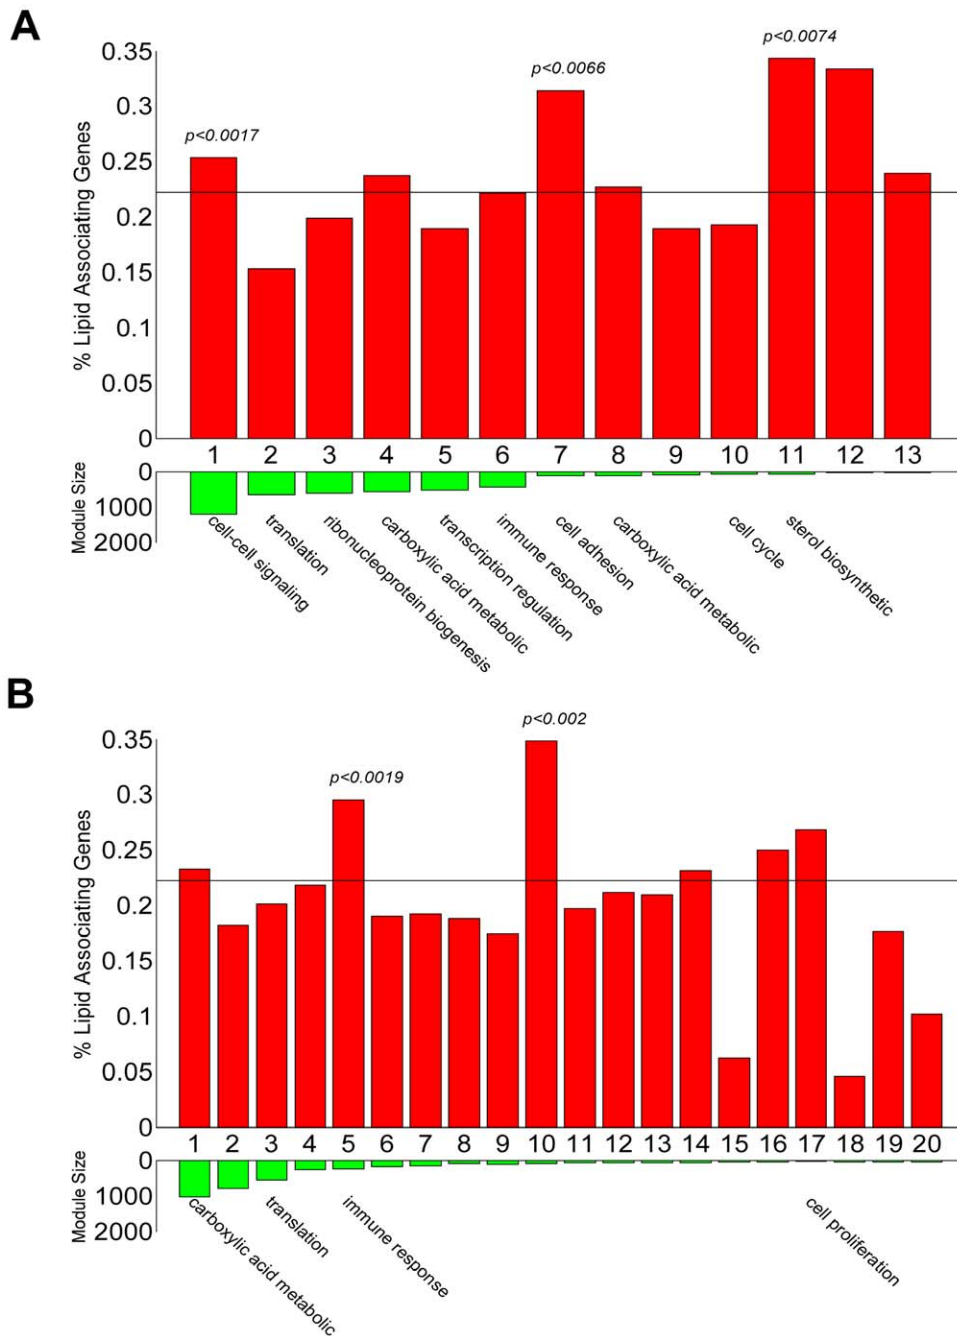 A
% Lipid Associating Genes
0.35
0.3
0.25
0.2
0.15
0.1
0.05
0
p<0.0017
p<0.0066
p<0.0074
1 2 3 4 5 6 7 8 9 10 11 12 13
Module Size
0
1000
2000
cell-cell signaling
translation
ribonucleoprotein biogenesis
carboxylic acid metabolic
transcription regulation
immune response
cell adhesion
carboxylic acid metabolic
cell cycle
sterol biosynthetic
B
% Lipid Associating Genes
0.35
0.3
0.25
0.2
0.15
0.1
0.05
0
p<0.0019
p<0.002
1 2 3 4 5 6 7 8 9 10 11 12 13 14 15 16 17 18 19 20
Module Size
0
1000
2000
carboxylic acid metabolic
translation
immune response
cell proliferation